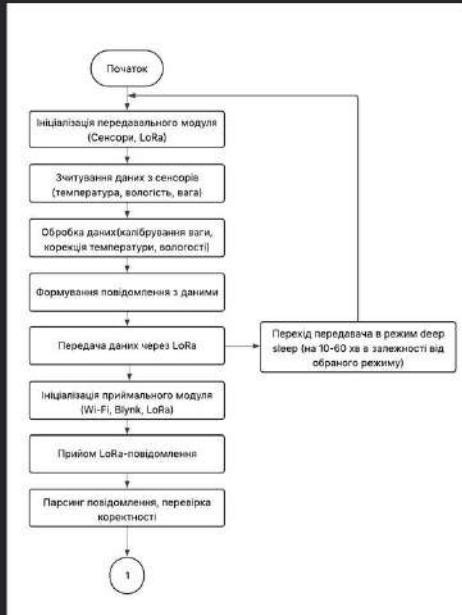 Початок
Ініціалізація передавального модуля
(Сенсори, LoRa)
Зчитування даних з сенсорів
(температура, вологість, вага)
Обробка даних(калібрування ваги,
корекція температури, вологості)
Формування повідомлення з даними
Передача даних через LoRa
Перехід передавача в режим deep
sleep (на 10-60 хв в залежності від
обраного режиму)
Ініціалізація приймального модуля
(Wi-Fi, Blynk, LoRa)
Прийом LoRa-повідомлення
Парсинг повідомлення, перевірка
коректності
1